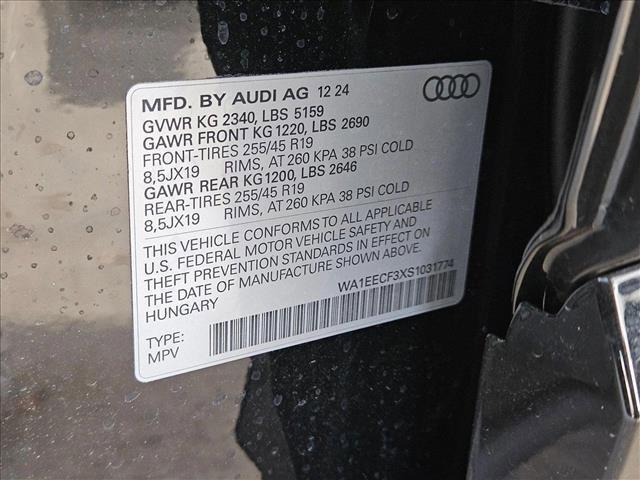 MFD. BY AUDI AG 12 24
GVWR KG 2340, LBS 5159
GAWR FRONT KG 1220, LBS 2690
FRONT-TIRES 255/45 R19
8,5JX19 RIMS, AT 260 KPA 38 PSI COLD
GAWR REAR KG1200, LBS 2646
REAR-TIRES 255/45 R19
8,5JX19 RIMS, AT 260 KPA 38 PSI COLD
THIS VEHICLE CONFORMS TO ALL APPLICABLE
U.S. FEDERAL MOTOR VEHICLE SAFETY AND
THEFT PREVENTION STANDARDS IN EFFECT ON
THE DATE OF MANUFACTURE SHOWN ABOVE.
HUNGARY
WA1EECF3XS1031774
TYPE:
MPV